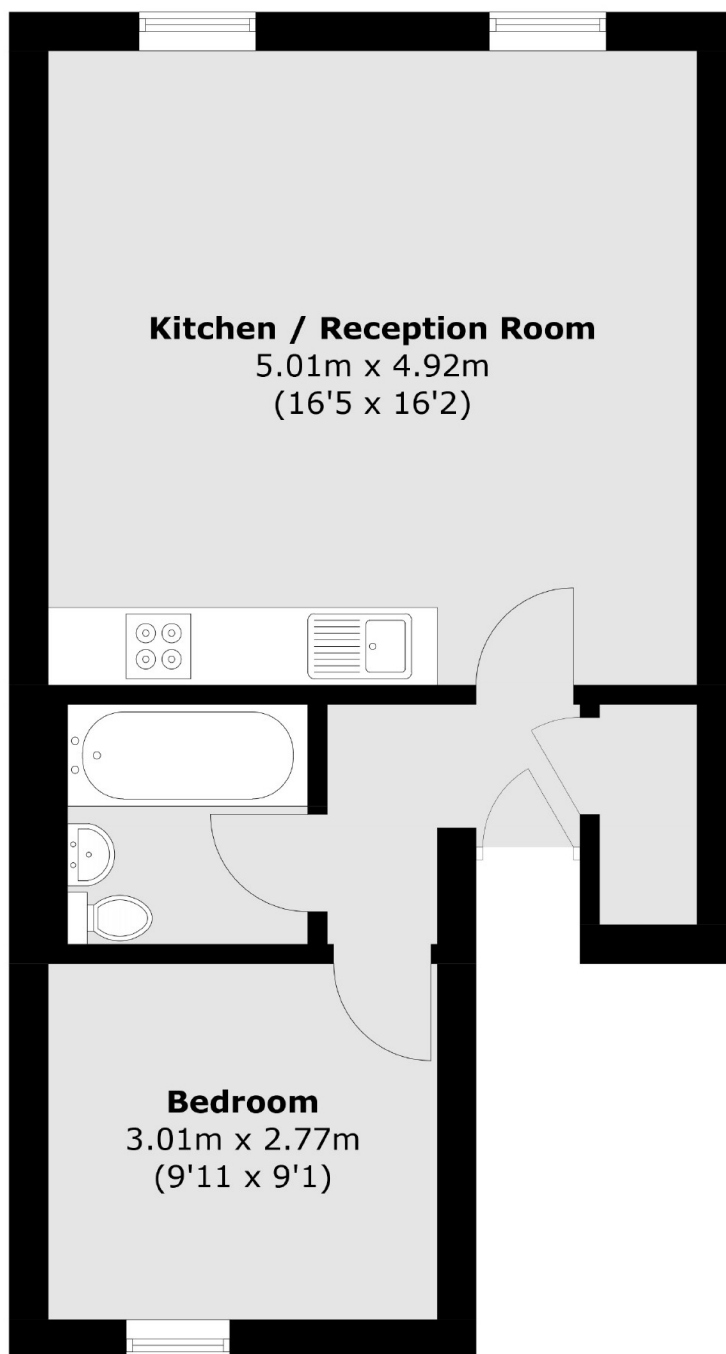 Kitchen / Reception Room
5.01m x 4.92m
(16'5 x 16'2)
Bedroom
3.01m x 2.77m
(9'11 x 9'1)